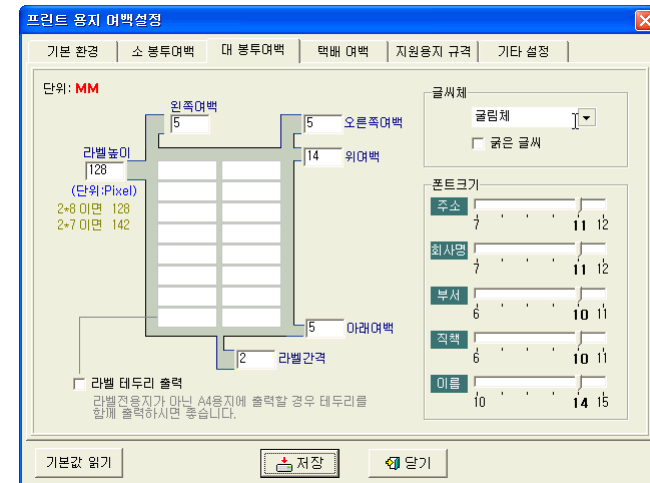 프린트 용지 여백설정
기본 환경
소 봉투여백
대 봉투여백
택배 여백
지원용지 규격
기타 설정
단위: MM
왼쪽여백
5
5 오른쪽여백
라벨높이
128
14 위여백
(단위:Pixel)
2*8 이면 128
2*7 이면 142
5 아래여백
2 라벨간격
라벨 테두리 출력
라벨전용지가 아닌 A4용지에 출력할 경우 테두리를
함께 출력하시면 좋습니다.
글씨체
굴림체
굵은 글씨
폰트크기
주소
7 11 12
회사명
7 11 12
부서
6 10 11
직책
6 10 11
이름
10 14 15
기본값 읽기
저장
닫기